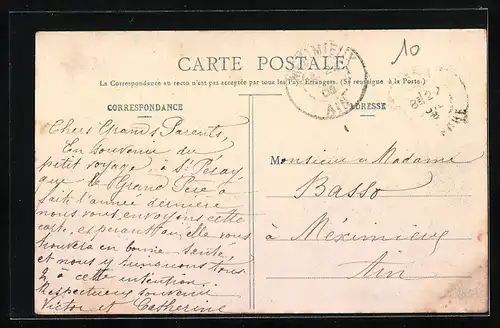 10
CARTE POSTALE
La Correspondance au recto n'est pas acceptée par tous les Pays Étrangers. (Se renseigner à la Poste.)
CORRESPONDANCE
ADRESSE
MEXIMIEUX
AIN
Chers Grands Parents,
En souvenir du
petit voyage à St Péray
que le Grand Père a
fait l'année dernière
nous vous envoyons cette
carte, espérant qu'elle vous
trouvera en bonne santé,
et nous y trinquons tous
2 à cette intention.
Respectueux souvenir
Victor et Catherine
Monsieur & Madame
Basso
à Méximieux
Ain